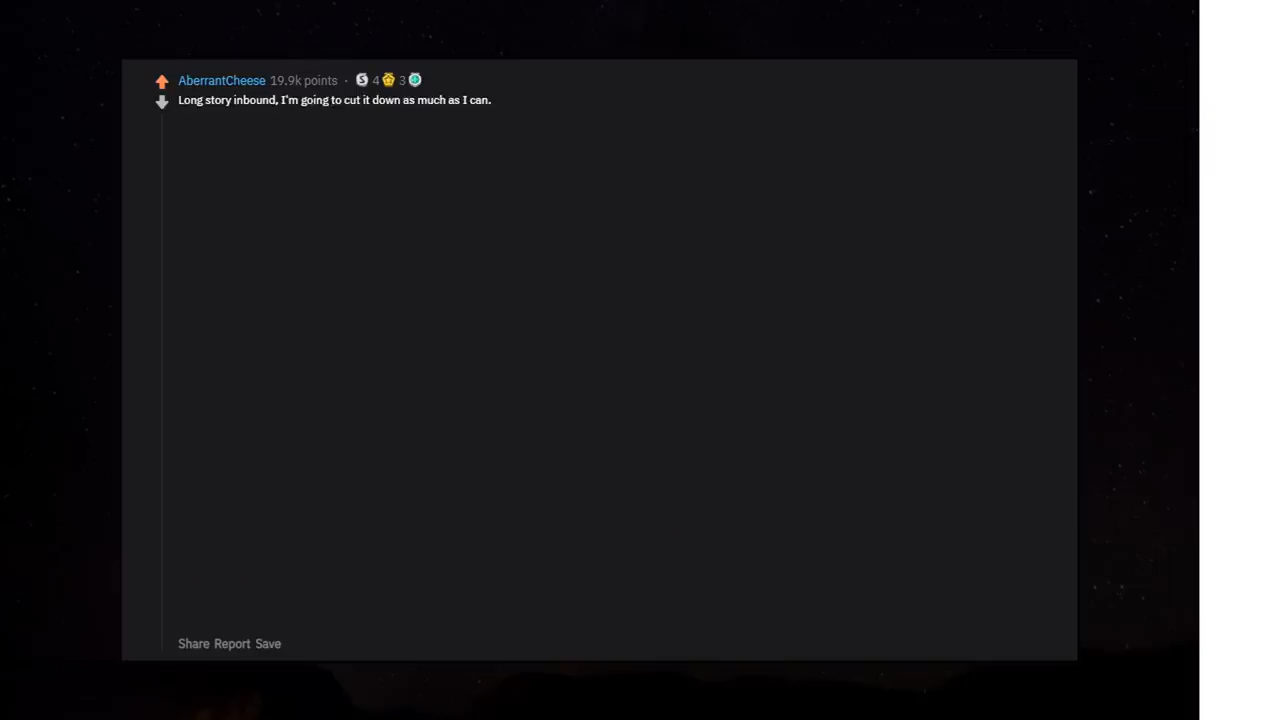 AberrantCheese 19.9k points · S 4 3
Long story inbound, I'm going to cut it down as much as I can.
Share Report Save